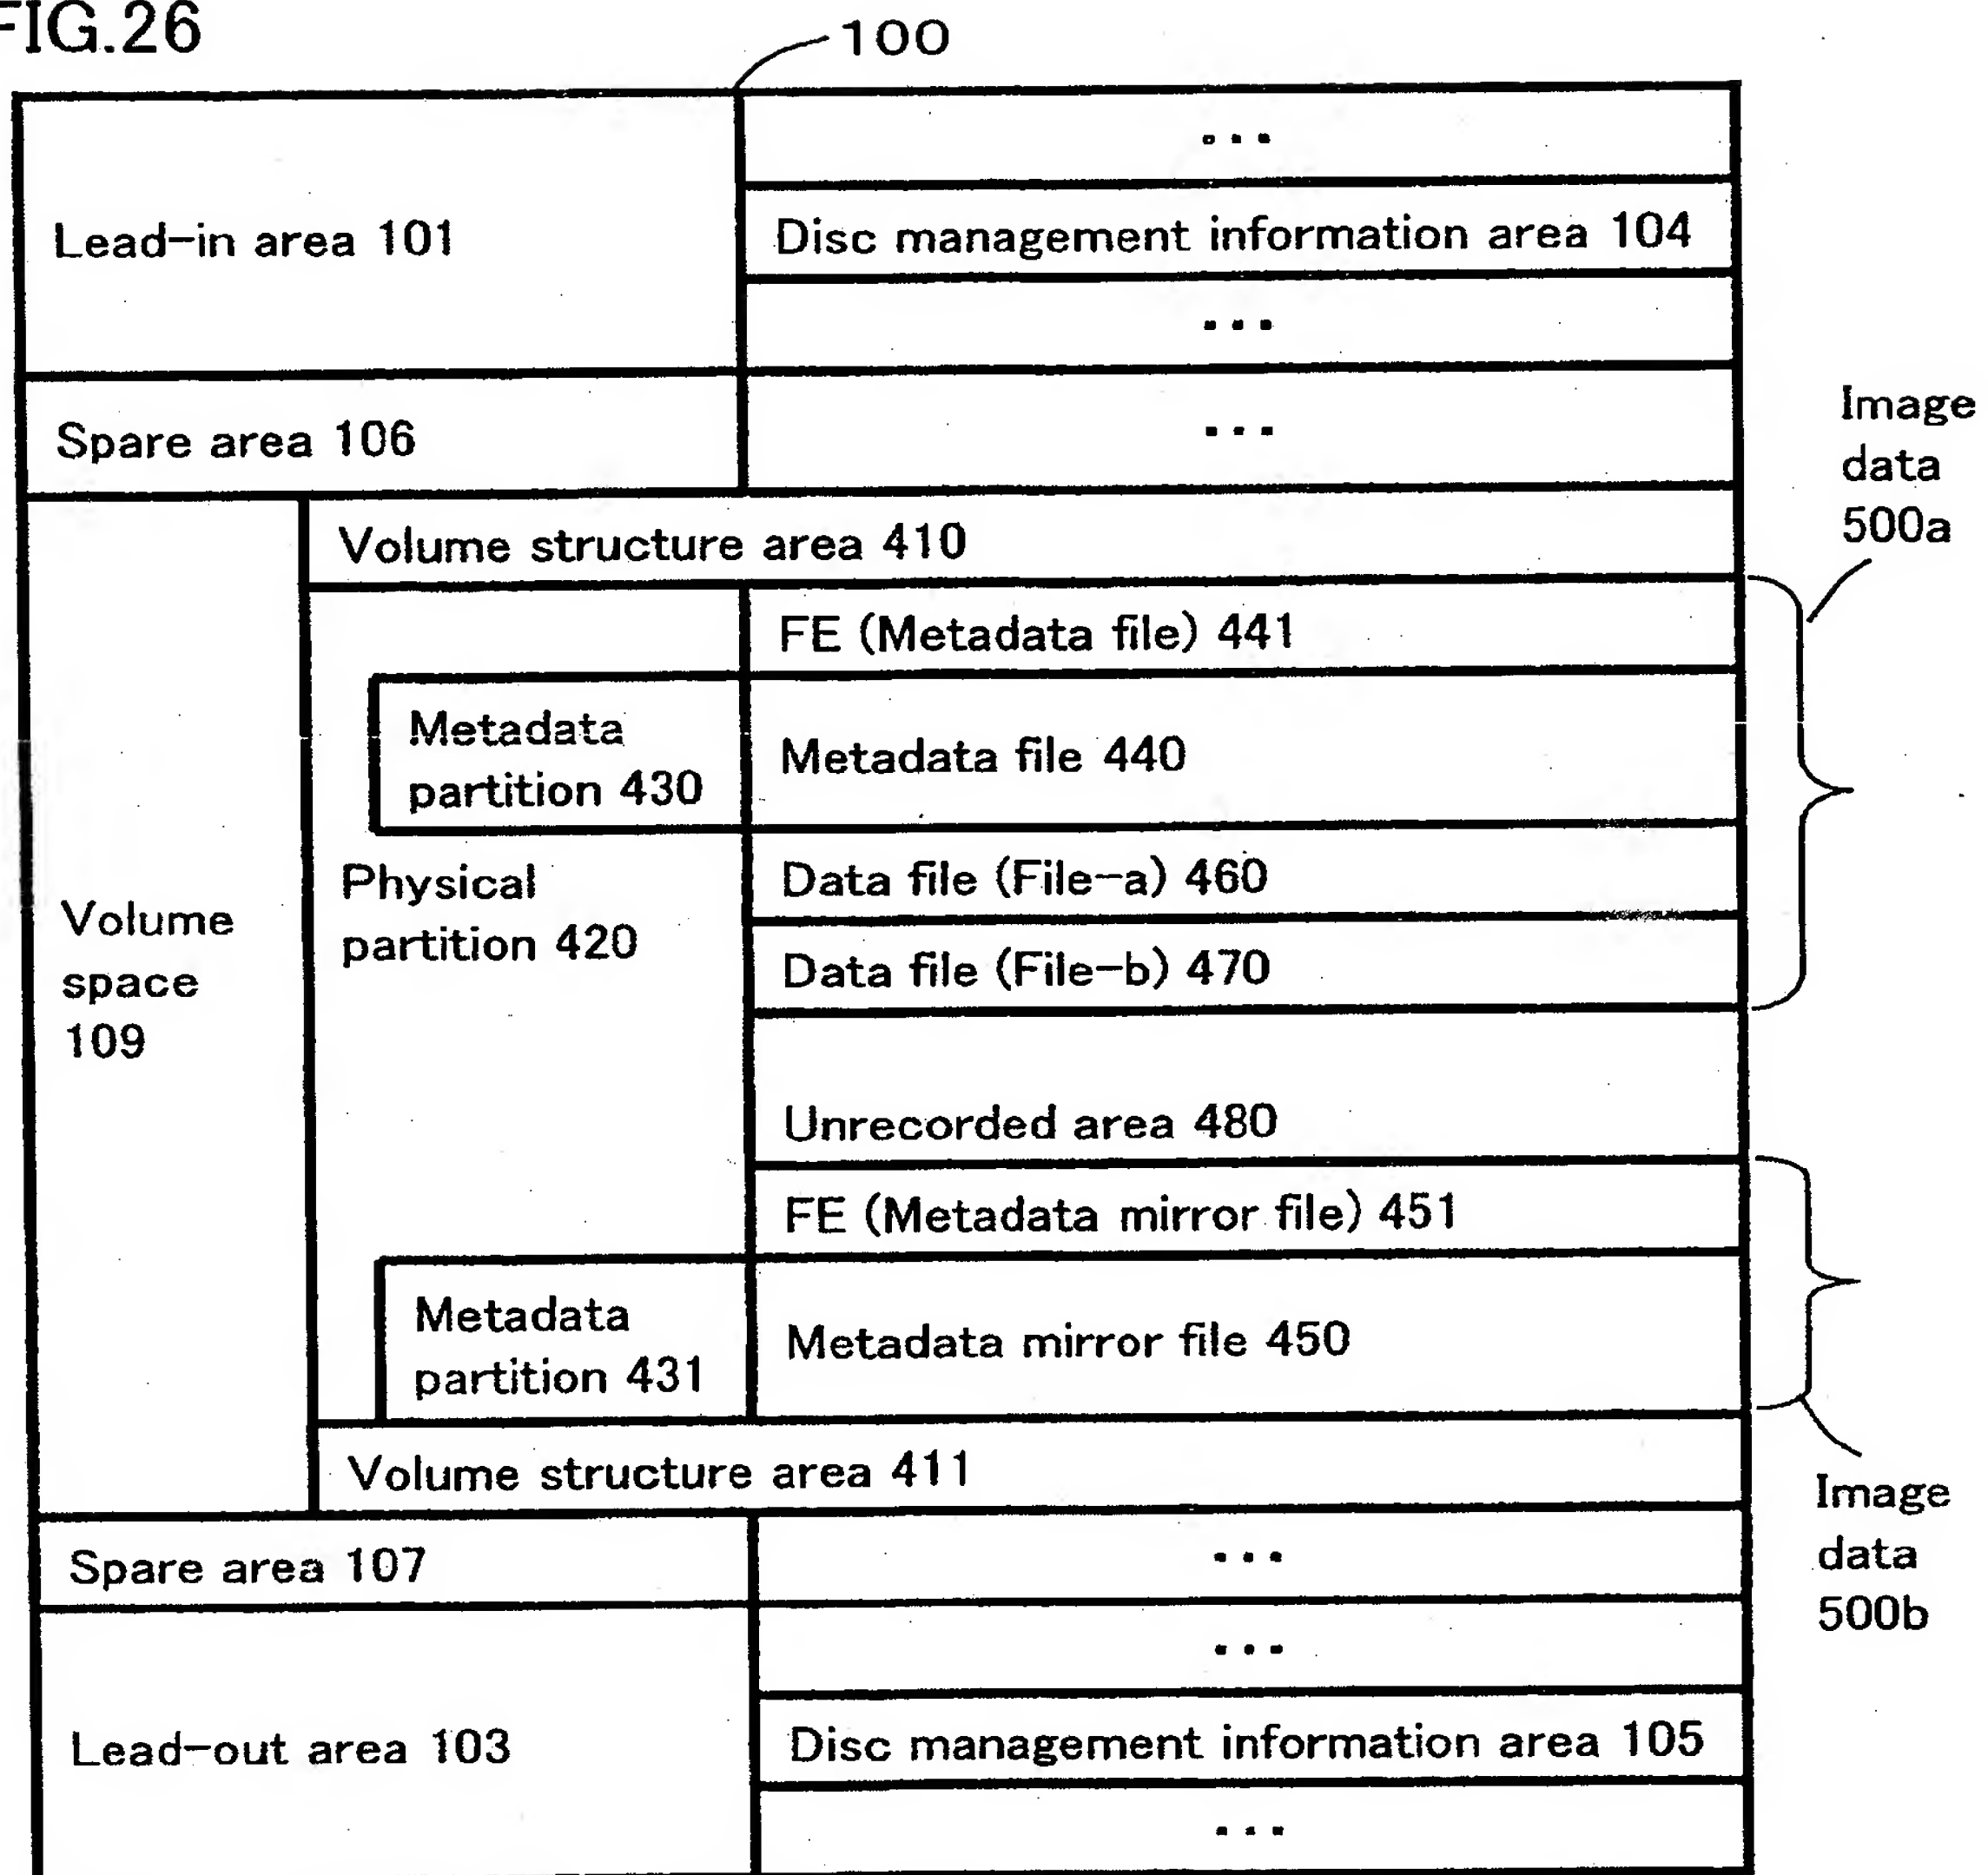 FIG.26
100
...
Lead-in area 101
Disc management information area 104
...
Spare area 106
...
Image
data
500a
Volume structure area 410
FE (Metadata file) 441
Metadata
partition 430
Metadata file 440
Physical
partition 420
Data file (File-a) 460
Volume
space
109
Data file (File-b) 470
Unrecorded area 480
FE (Metadata mirror file) 451
Metadata
partition 431
Metadata mirror file 450
Volume structure area 411
Image
data
500b
Spare area 107
...
...
Lead-out area 103
Disc management information area 105
...